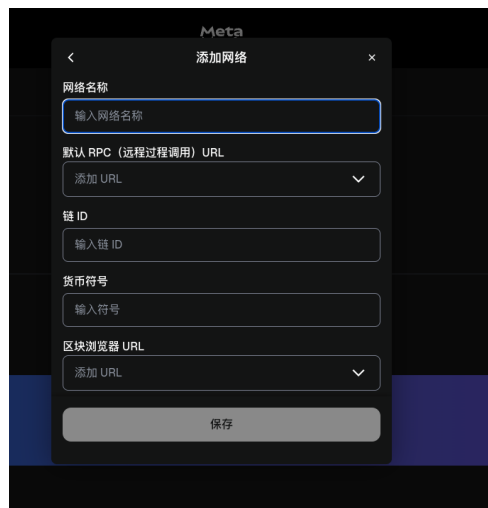 Meta
添加网络
网络名称
输入网络名称
默认 RPC（远程过程调用）URL
添加 URL
链 ID
输入链 ID
货币符号
输入符号
区块浏览器 URL
添加 URL
保存